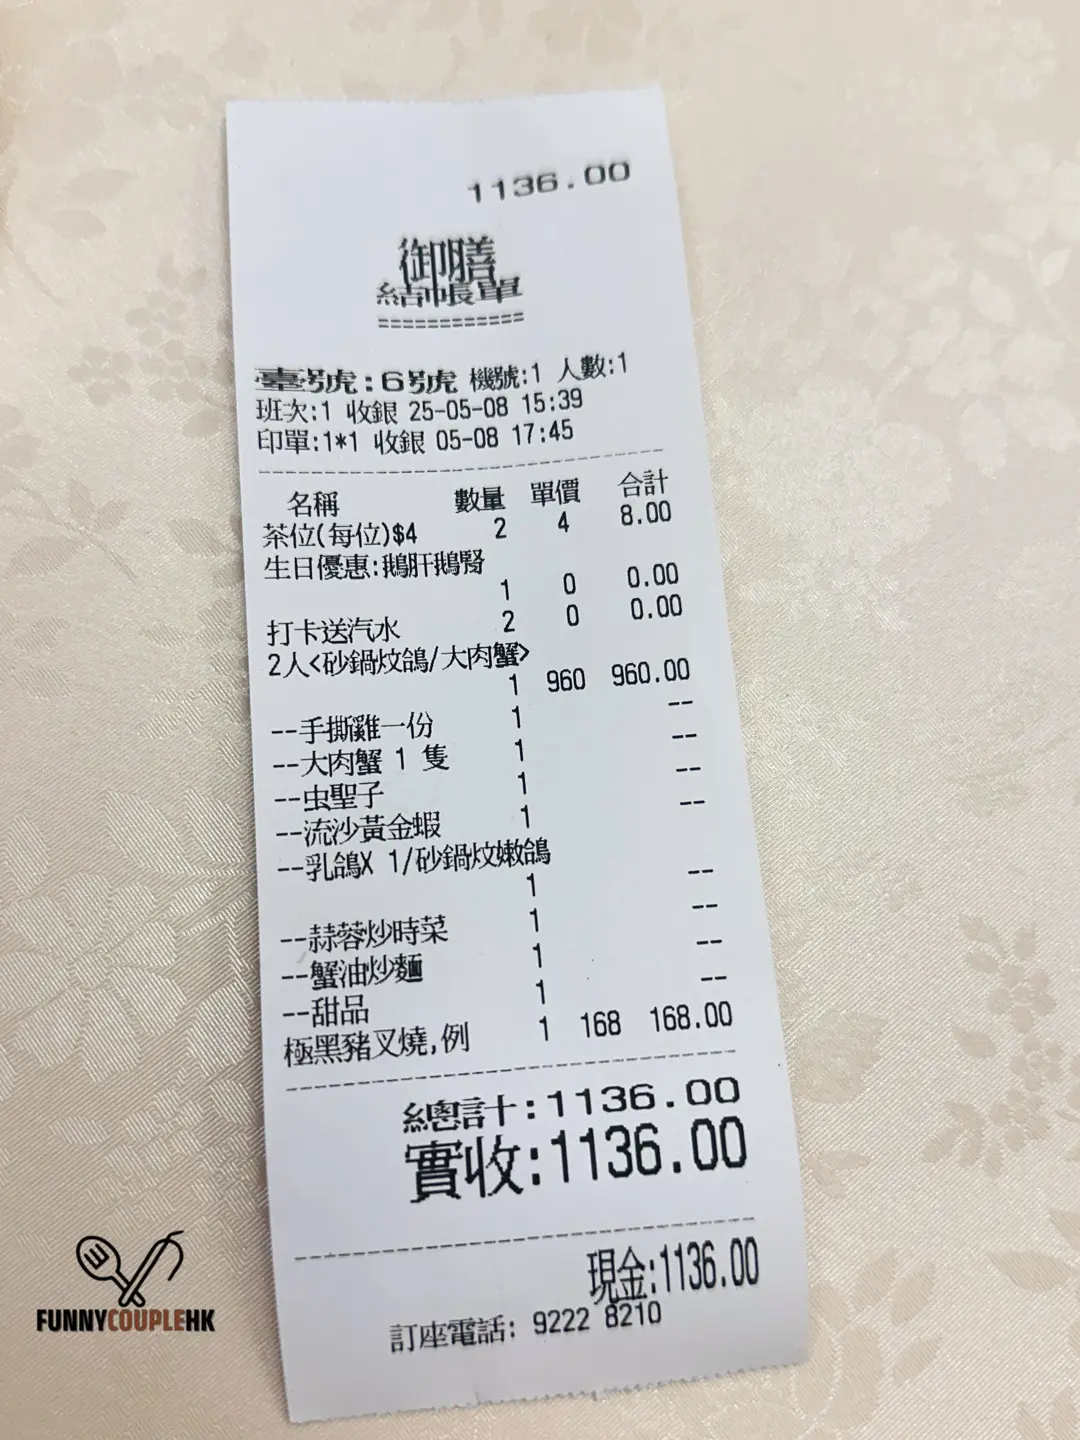 1136.00
御膳
結帳單
============
臺號:6號 機號:1 人數:1
班次:1 收銀 25-05-08 15:39
印單:1*1 收銀 05-08 17:45
名稱 數量 單價 合計
茶位(每位)$4 2 4 8.00
生日優惠:鵝肝鵝腎
1 0 0.00
打卡送汽水 2 0 0.00
2人<砂鍋炆鴿/大肉蟹>
1 960 960.00
--手撕雞一份 1 --
--大肉蟹 1 隻 1 --
--虫聖子 1 --
--流沙黃金蝦 1 --
--乳鴿X 1/砂鍋炆嫩鴿
1 --
--蒜蓉炒時菜 1 --
--蟹油炒麵 1 --
--甜品 1 --
極黑豬叉燒,例 1 168 168.00
總計:1136.00
實收:1136.00
現金:1136.00
訂座電話: 9222 8210
FUNNYCOUPLEHK